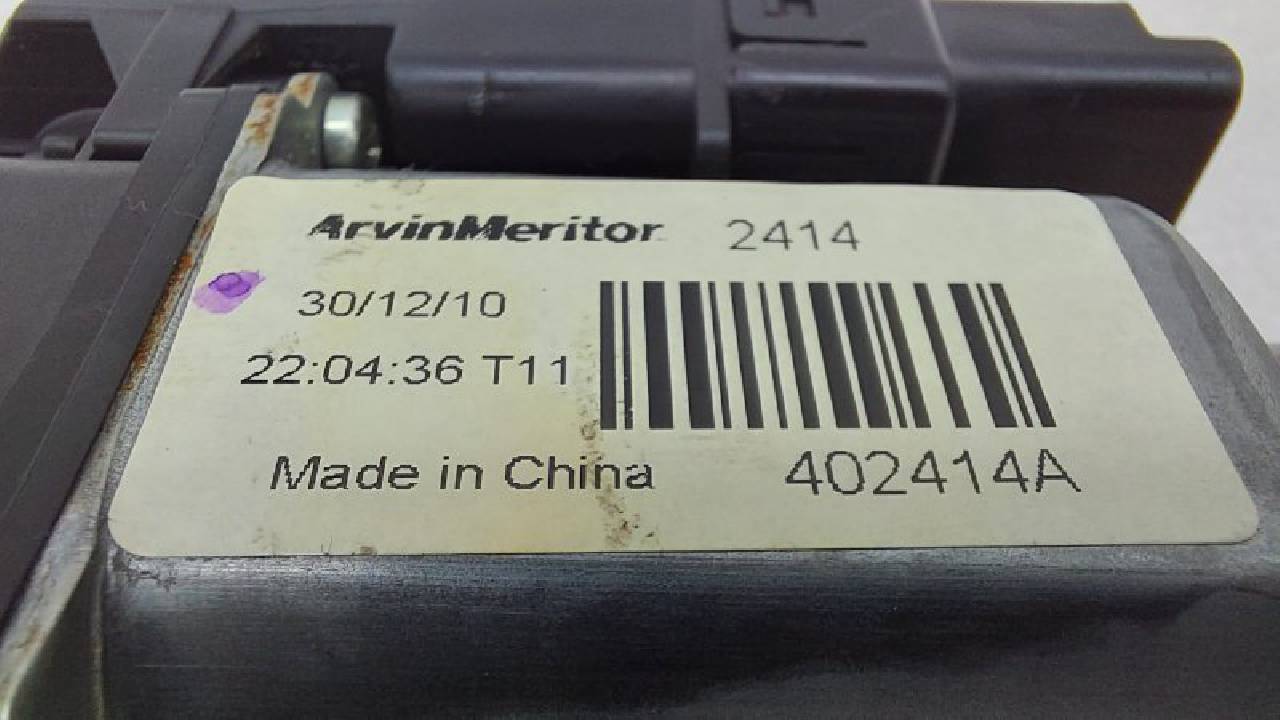 ArvinMeritor 2414
30/12/10
22:04:36 T11
Made in China 402414A